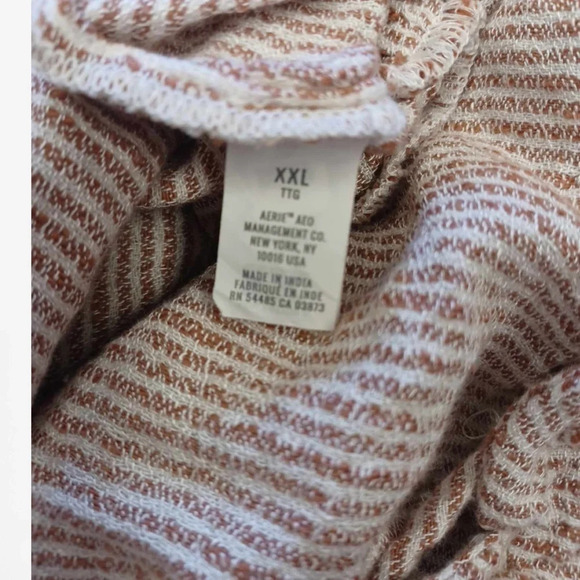 XXL
TTG
AERIE™ AEO
MANAGEMENT CO.
NEW YORK, NY
10016 USA
MADE IN INDIA
FABRIQUÉ EN INDE
RN 54485 CA 03873